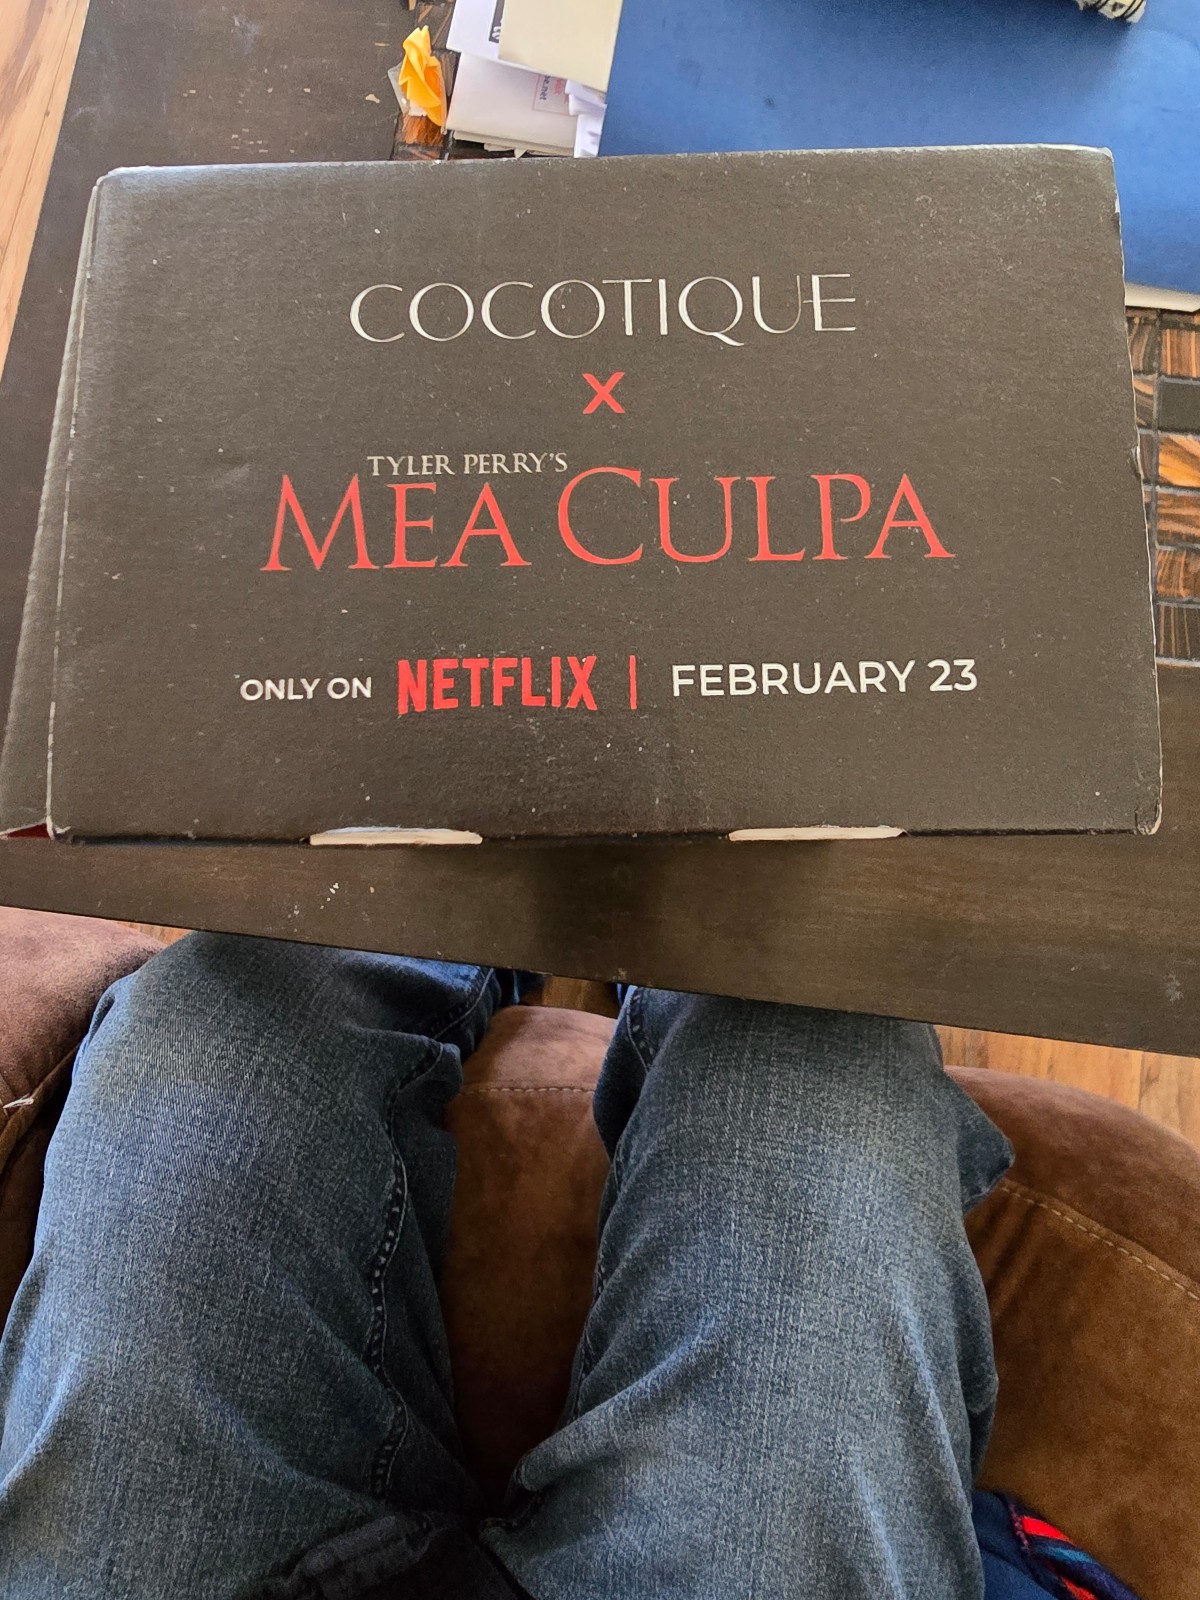 COCOTIQUE
X
TYLER PERRY'S
MEA CULPA
ONLY ON NETFLIX | FEBRUARY 23